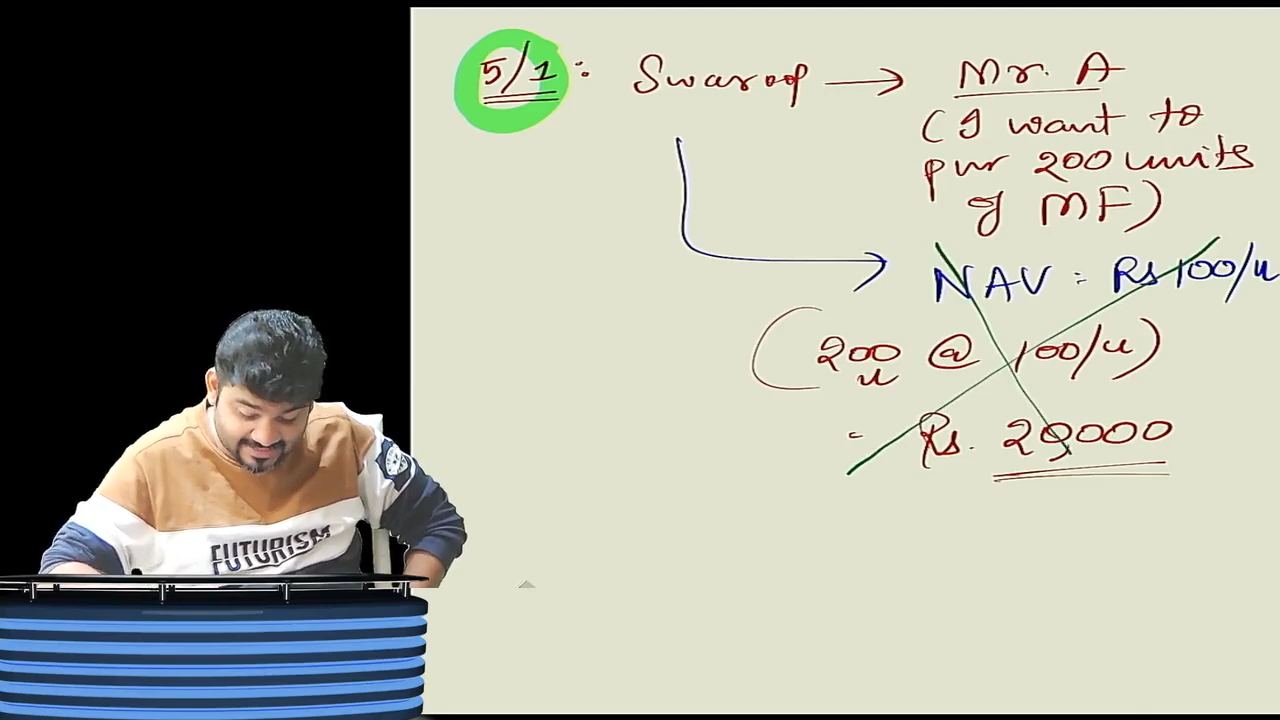 5/1 : Swaroop → Mr. A
( I want to
pur 200 units
of MF)
NAV = Rs 100/u
(200 u @ 100/u)
= Rs. 20000
FUTURISM